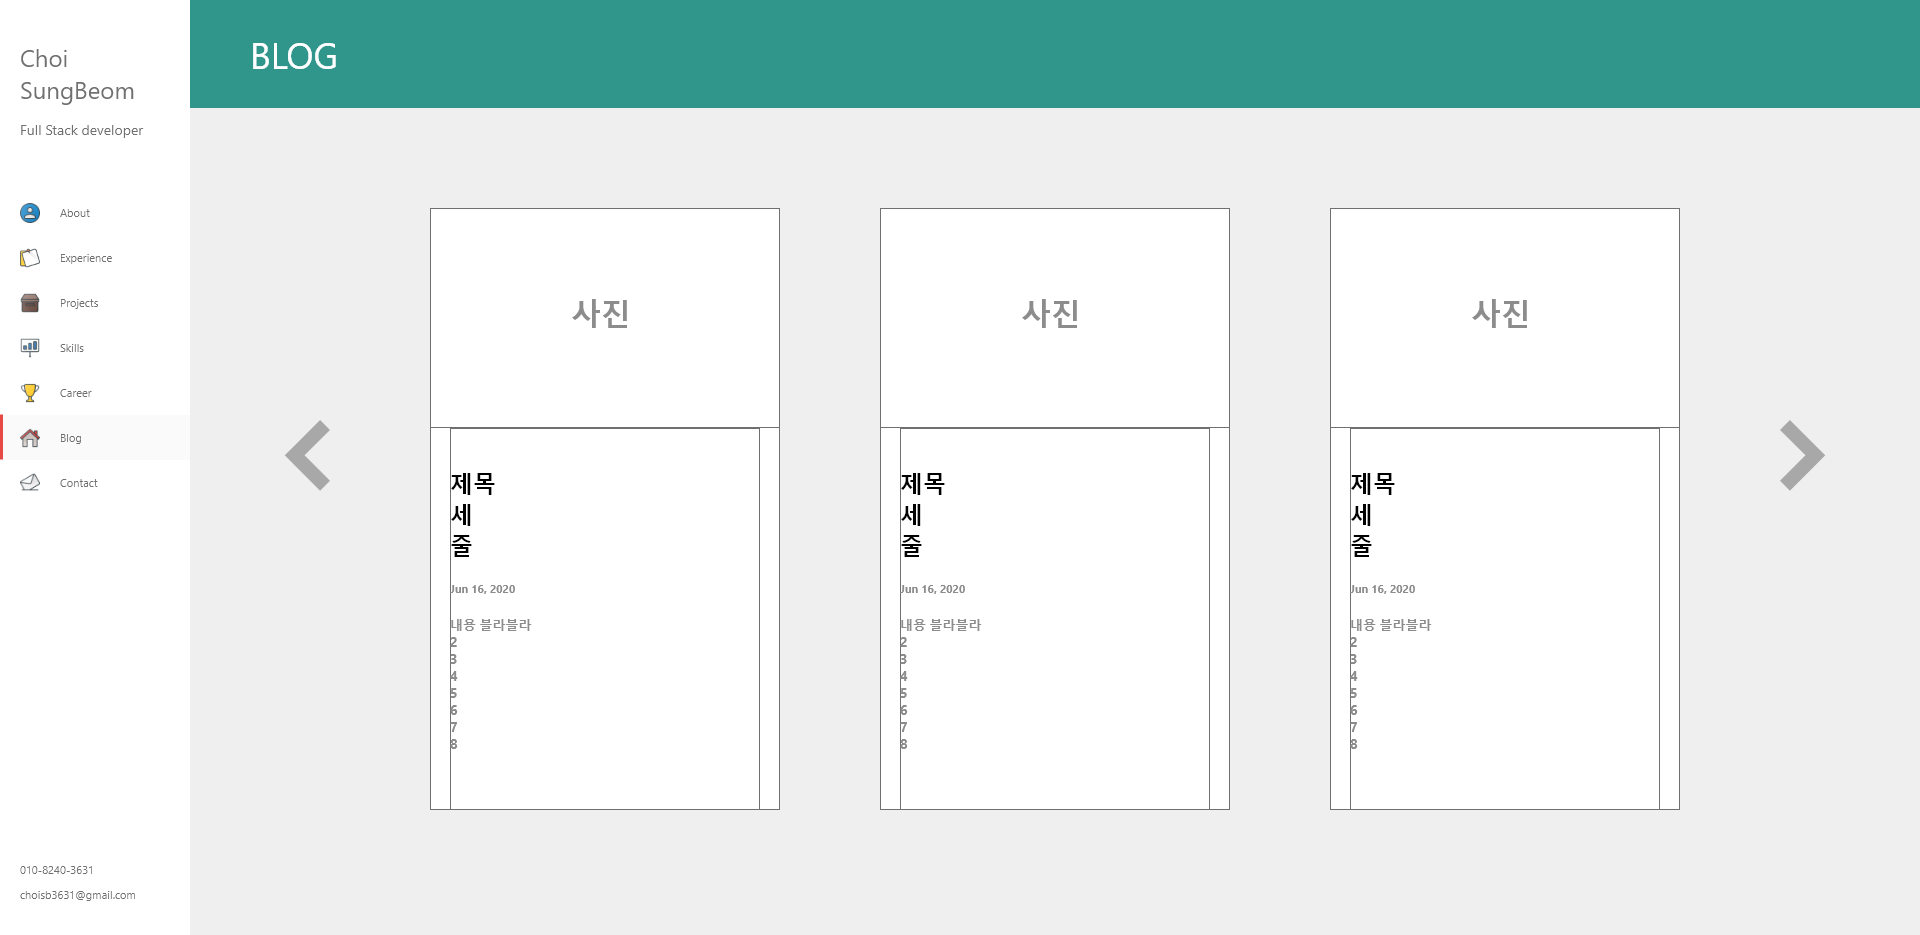 Choi
SungBeom
Full Stack developer
About
Experience
Projects
Skills
Career
Blog
Contact
010-8240-3631
choisb3631@gmail.com
BLOG
사진
제목
세
줄
Jun 16, 2020
내용 블라블라
2
3
4
5
6
7
8
사진
제목
세
줄
Jun 16, 2020
내용 블라블라
2
3
4
5
6
7
8
사진
제목
세
줄
Jun 16, 2020
내용 블라블라
2
3
4
5
6
7
8